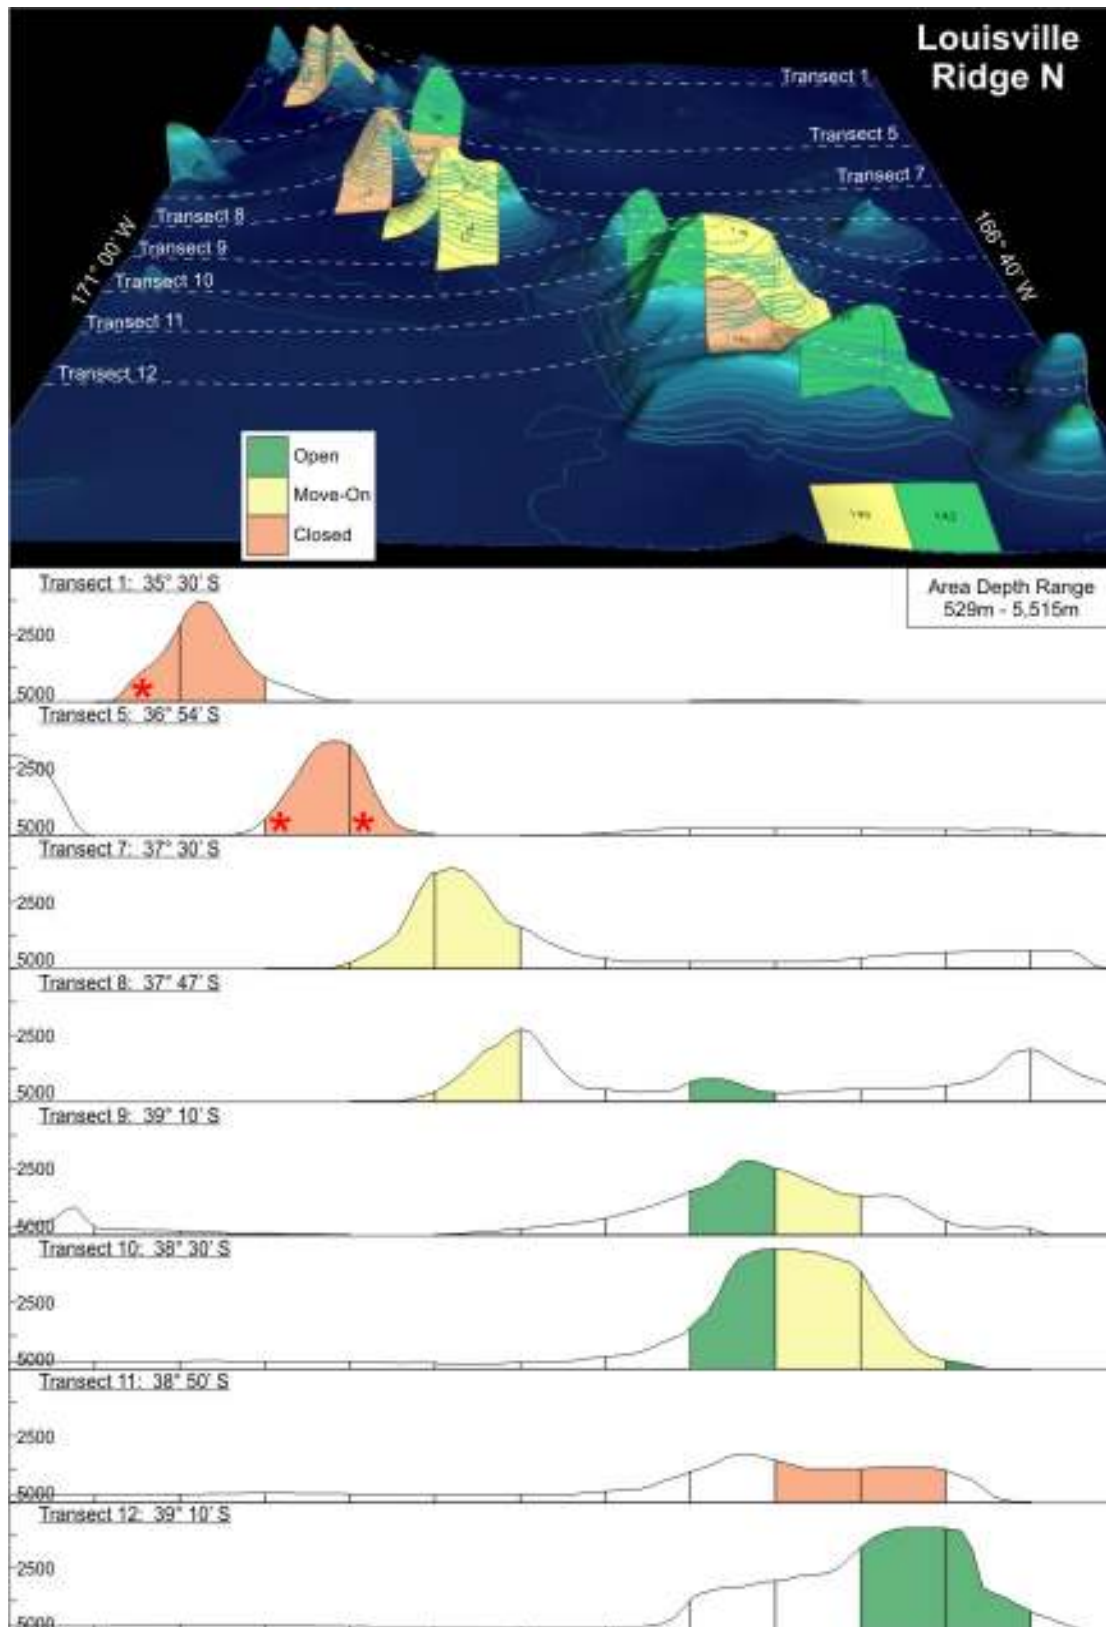 Louisville
Ridge N
Transect 1
Transect 5
Transect 7
Transect 8
Transect 9
Transect 10
Transect 11
Transect 12
171° 00' W
166° 40' W
Open
Move-On
Closed
Transect 1: 35° 30' S
Area Depth Range
529m - 5,515m
2500
5000
Transect 5: 36° 54' S
2500
5000
Transect 7: 37° 30' S
2500
5000
Transect 8: 37° 47' S
2500
5000
Transect 9: 39° 10' S
2500
5000
Transect 10: 38° 30' S
2500
5000
Transect 11: 38° 50' S
2500
5000
Transect 12: 39° 10' S
2500
5000